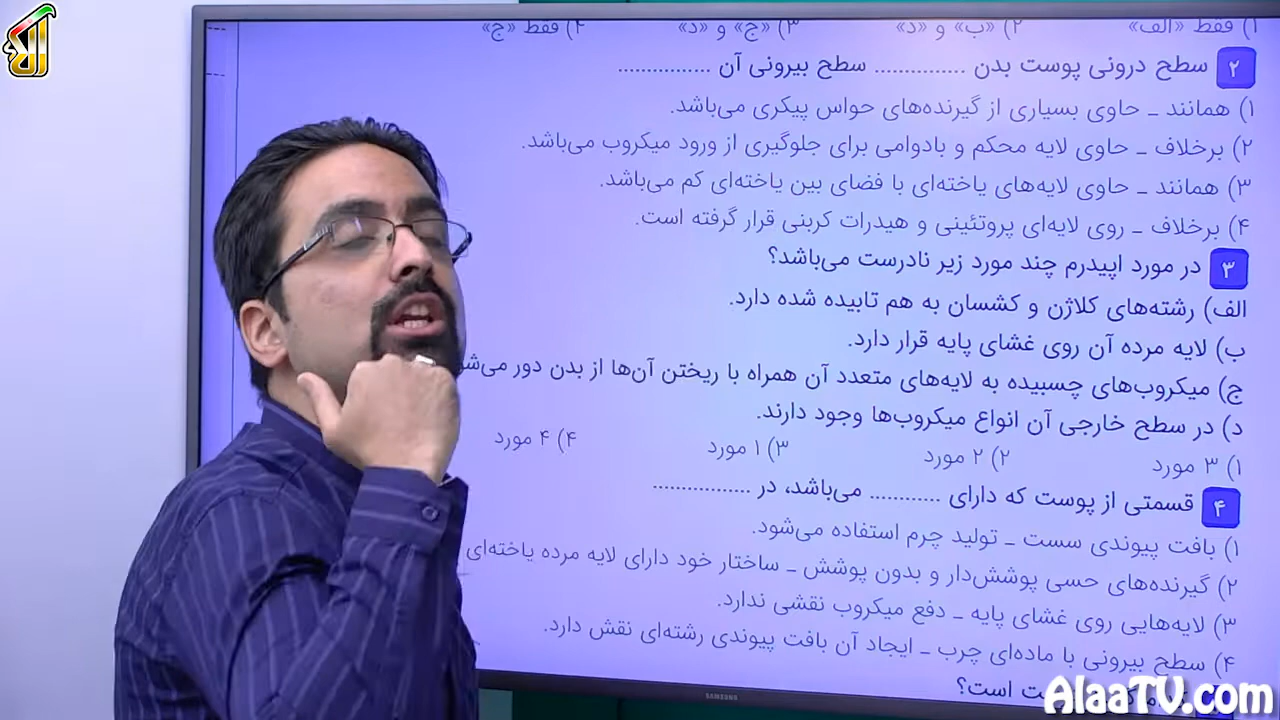 ۱) فقط «الف» ۲) «ب» و «د» ۳) «ج» و «د» ۴) فقط «ج»
۲ سطح درونی پوست بدن ............... سطح بیرونی آن ................
۱) همانند ـ حاوی بسیاری از گیرنده‌های حواس پیکری می‌باشد.
۲) برخلاف ـ حاوی لایه محکم و بادوامی برای جلوگیری از ورود میکروب می‌باشد.
۳) همانند ـ حاوی لایه‌های یاخته‌ای با فضای بین یاخته‌ای کم می‌باشد.
۴) برخلاف ـ روی لایه‌ای پروتئینی و هیدرات کربنی قرار گرفته است.
۳ در مورد اپیدرم چند مورد زیر نادرست می‌باشد؟
الف) رشته‌های کلاژن و کشسان به هم تابیده شده دارد.
ب) لایه مرده آن روی غشای پایه قرار دارد.
ج) میکروب‌های چسبیده به لایه‌های متعدد آن همراه با ریختن آن‌ها از بدن دور
د) در سطح خارجی آن انواع میکروب‌ها وجود دارند.
۱) ۳ مورد ۲) ۲ مورد ۳) ۱ مورد ۴) ۴ مورد
۴ قسمتی از پوست که دارای ............ می‌باشد، در ................
۱) بافت پیوندی سست ـ تولید چرم استفاده می‌شود.
۲) گیرنده‌های حسی پوشش‌دار و بدون پوشش ـ ساختار خود دارای لایه مرده یاخته‌ای
۳) لایه‌هایی روی غشای پایه ـ دفع میکروب نقشی ندارد.
۴) سطح بیرونی با ماده‌ای چرب ـ ایجاد آن بافت پیوندی رشته‌ای نقش دارد.
است؟
SAMSUNG
AlaaTV.com